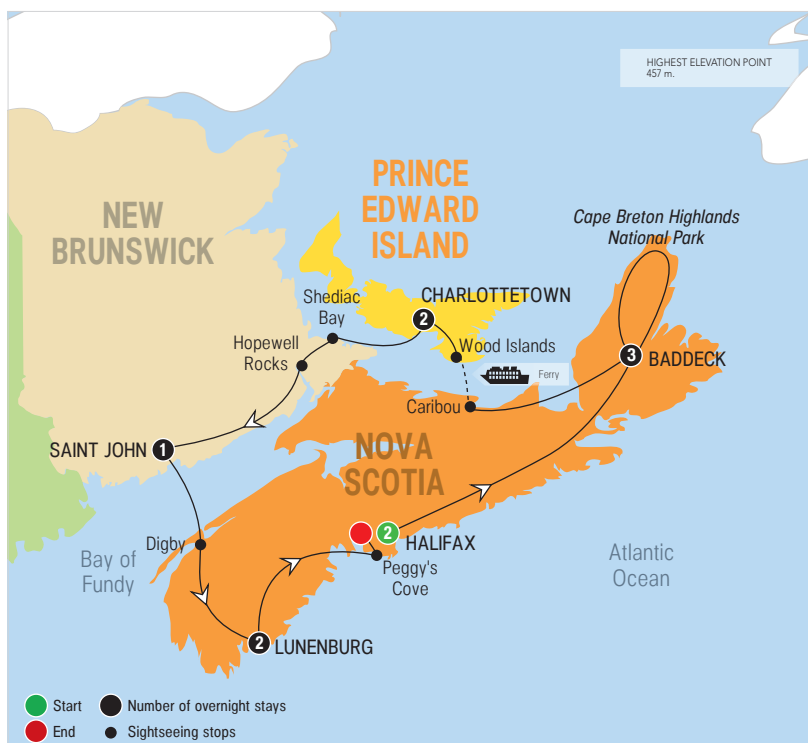 HIGHEST ELEVATION POINT
457 m.
PRINCE
EDWARD
ISLAND
NEW
BRUNSWICK
Cape Breton Highlands
National Park
Shediac
Bay
CHARLOTTETOWN
2
Hopewell
Rocks
Wood Islands
3
BADDECK
Ferry
Caribou
SAINT JOHN
1
NOVA
SCOTIA
2
HALIFAX
Digby
Bay of
Fundy
Peggy's
Cove
Atlantic
Ocean
2
LUNENBURG
Start
Number of overnight stays
End
Sightseeing stops